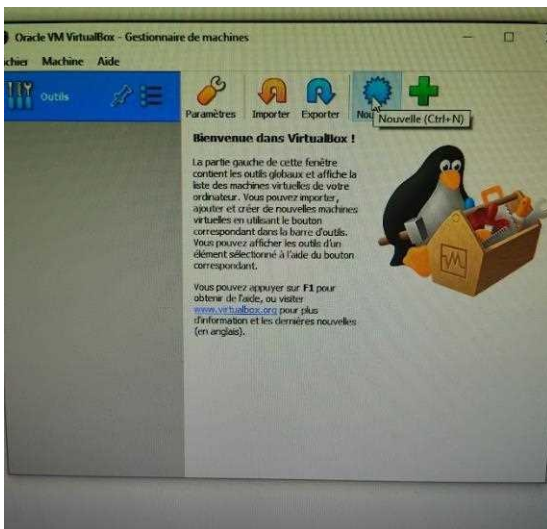 Oracle VM VirtualBox - Gestionnaire de machines
chier Machine Aide
Outils
Paramètres Importer Exporter Nou
Nouvelle (Ctrl+N)
Bienvenue dans VirtualBox !
La partie gauche de cette fenêtre
contient les outils globaux et affiche la
liste des machines virtuelles de votre
ordinateur. Vous pouvez importer,
ajouter et créer de nouvelles machines
virtuelles en utilisant le bouton
correspondant dans la barre d'outils.
Vous pouvez afficher les outils d'un
élément sélectionné à l'aide du bouton
correspondant.
Vous pouvez appuyer sur F1 pour
obtenir de l'aide, ou visiter
www.virtualbox.org pour plus
d'information et les dernières nouvelles
(en anglais).